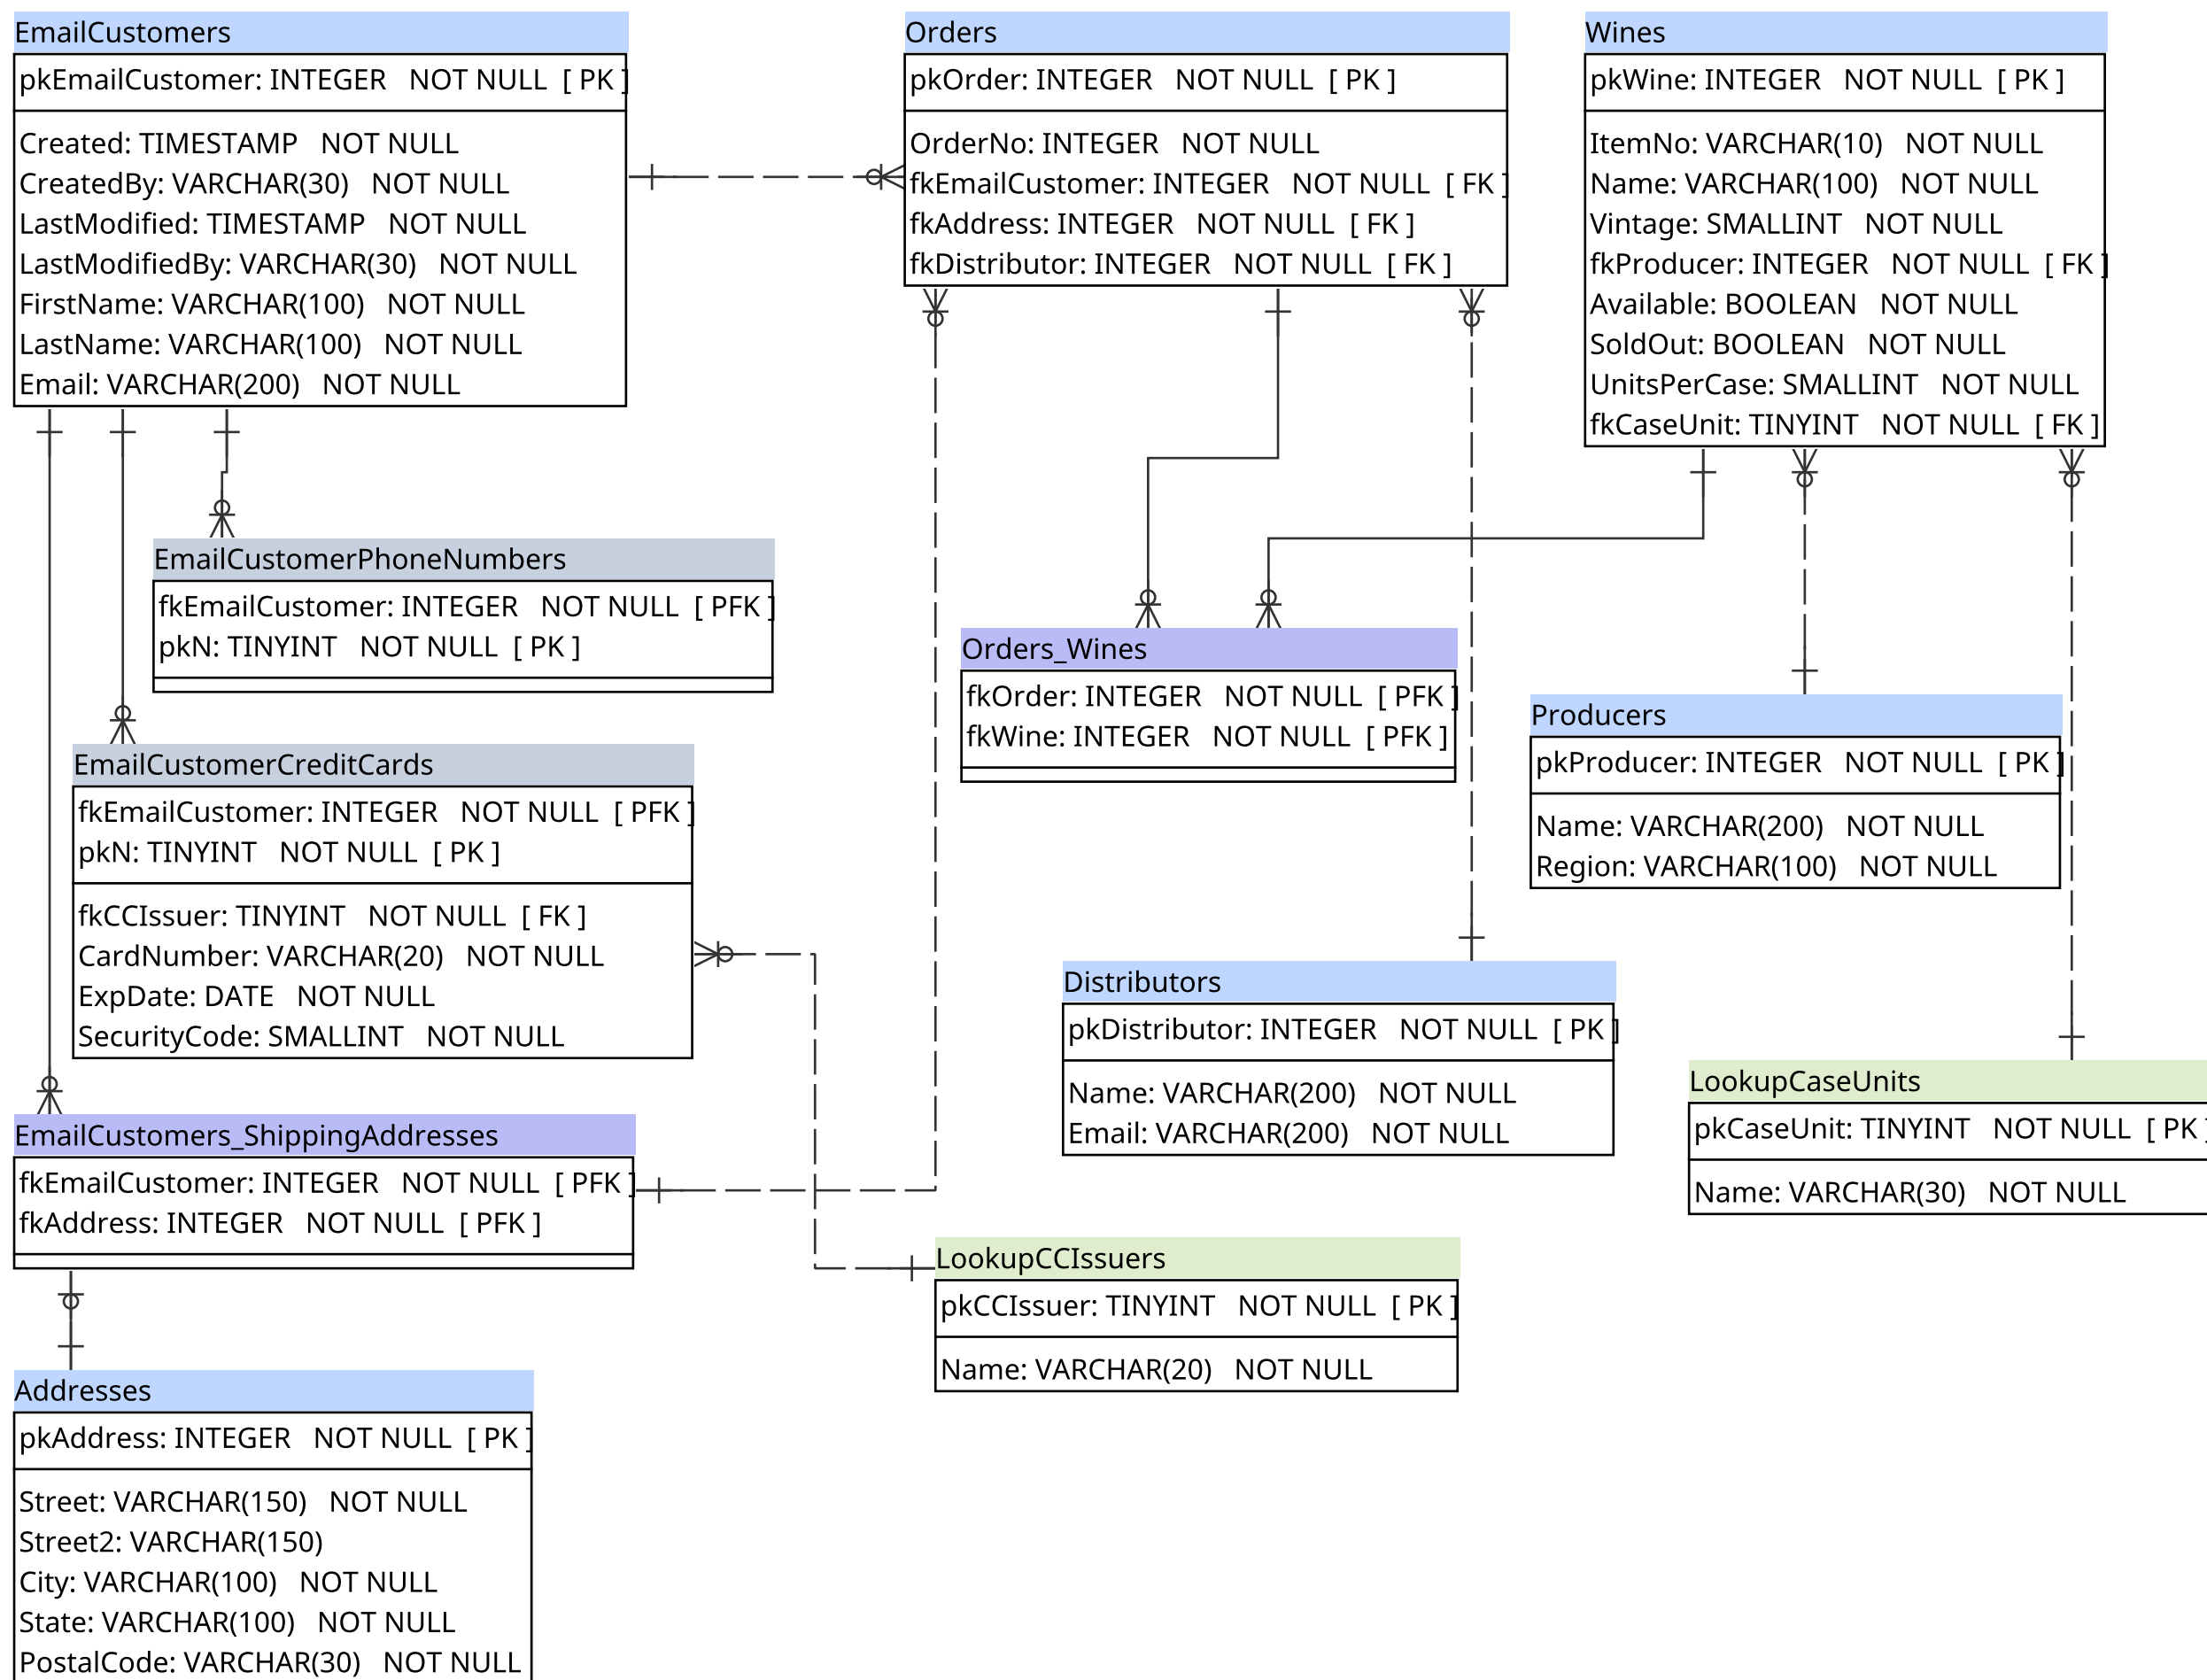 EmailCustomers
pkEmailCustomer: INTEGER NOT NULL [ PK ]
Created: TIMESTAMP NOT NULL
CreatedBy: VARCHAR(30) NOT NULL
LastModified: TIMESTAMP NOT NULL
LastModifiedBy: VARCHAR(30) NOT NULL
FirstName: VARCHAR(100) NOT NULL
LastName: VARCHAR(100) NOT NULL
Email: VARCHAR(200) NOT NULL
Orders
pkOrder: INTEGER NOT NULL [ PK ]
OrderNo: INTEGER NOT NULL
fkEmailCustomer: INTEGER NOT NULL [ FK ]
fkAddress: INTEGER NOT NULL [ FK ]
fkDistributor: INTEGER NOT NULL [ FK ]
Wines
pkWine: INTEGER NOT NULL [ PK ]
ItemNo: VARCHAR(10) NOT NULL
Name: VARCHAR(100) NOT NULL
Vintage: SMALLINT NOT NULL
fkProducer: INTEGER NOT NULL [ FK ]
Available: BOOLEAN NOT NULL
SoldOut: BOOLEAN NOT NULL
UnitsPerCase: SMALLINT NOT NULL
fkCaseUnit: TINYINT NOT NULL [ FK ]
EmailCustomerPhoneNumbers
fkEmailCustomer: INTEGER NOT NULL [ PFK ]
pkN: TINYINT NOT NULL [ PK ]
Orders_Wines
fkOrder: INTEGER NOT NULL [ PFK ]
fkWine: INTEGER NOT NULL [ PFK ]
Producers
pkProducer: INTEGER NOT NULL [ PK ]
Name: VARCHAR(200) NOT NULL
Region: VARCHAR(100) NOT NULL
EmailCustomerCreditCards
fkEmailCustomer: INTEGER NOT NULL [ PFK ]
pkN: TINYINT NOT NULL [ PK ]
fkCCIssuer: TINYINT NOT NULL [ FK ]
CardNumber: VARCHAR(20) NOT NULL
ExpDate: DATE NOT NULL
SecurityCode: SMALLINT NOT NULL
Distributors
pkDistributor: INTEGER NOT NULL [ PK ]
Name: VARCHAR(200) NOT NULL
Email: VARCHAR(200) NOT NULL
LookupCaseUnits
pkCaseUnit: TINYINT NOT NULL [ PK ]
Name: VARCHAR(30) NOT NULL
EmailCustomers_ShippingAddresses
fkEmailCustomer: INTEGER NOT NULL [ PFK ]
fkAddress: INTEGER NOT NULL [ PFK ]
LookupCCIssuers
pkCCIssuer: TINYINT NOT NULL [ PK ]
Name: VARCHAR(20) NOT NULL
Addresses
pkAddress: INTEGER NOT NULL [ PK ]
Street: VARCHAR(150) NOT NULL
Street2: VARCHAR(150)
City: VARCHAR(100) NOT NULL
State: VARCHAR(100) NOT NULL
PostalCode: VARCHAR(30) NOT NULL